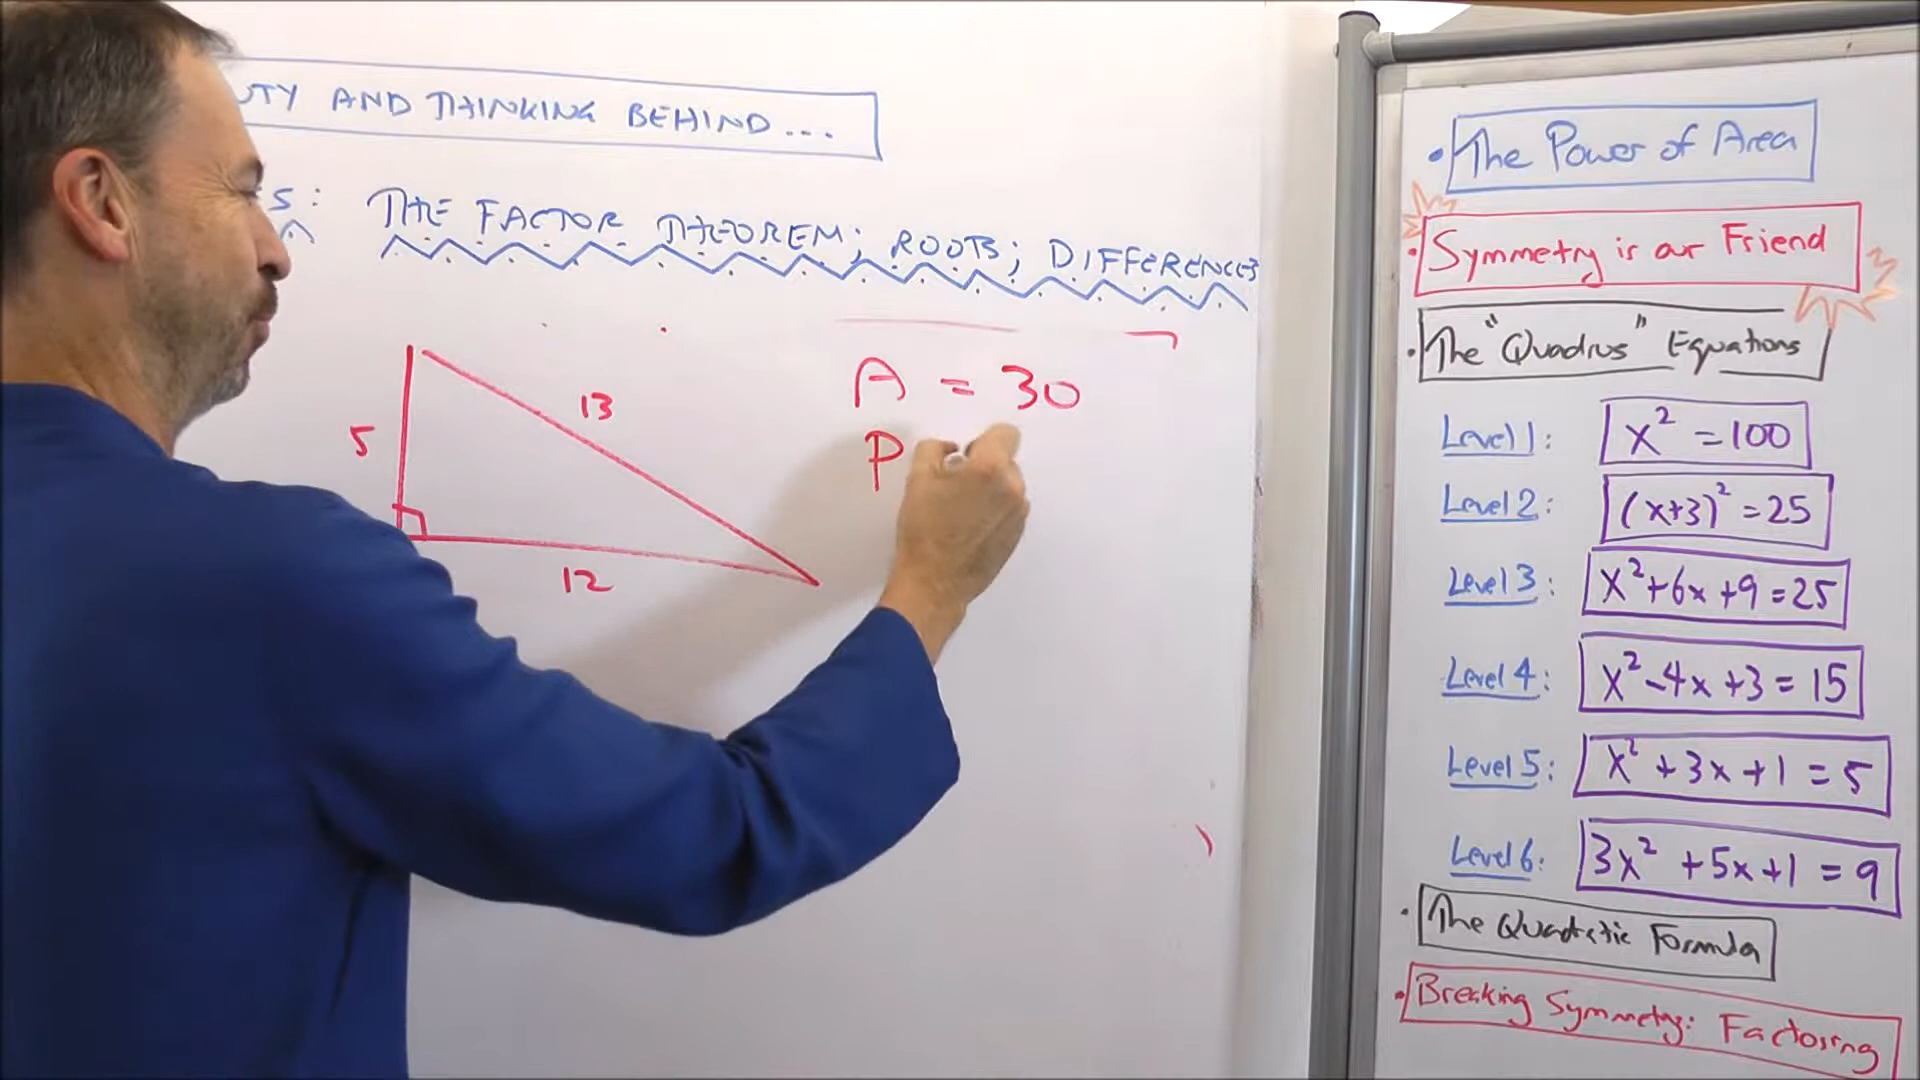 UTY AND THINKING BEHIND...
S: THE FACTOR THEOREM; ROOTS; DIFFERENCES
13
5
12
A = 30
P
• The Power of Area
• Symmetry is our Friend
• The "Quadrus" Equations
Level 1: x² = 100
Level 2: (x+3)² = 25
Level 3: x²+6x+9=25
Level 4: x²-4x+3=15
Level 5: x²+3x+1=5
Level 6: 3x²+5x+1=9
• The Quadratic Formula
• Breaking Symmetry: Factoring